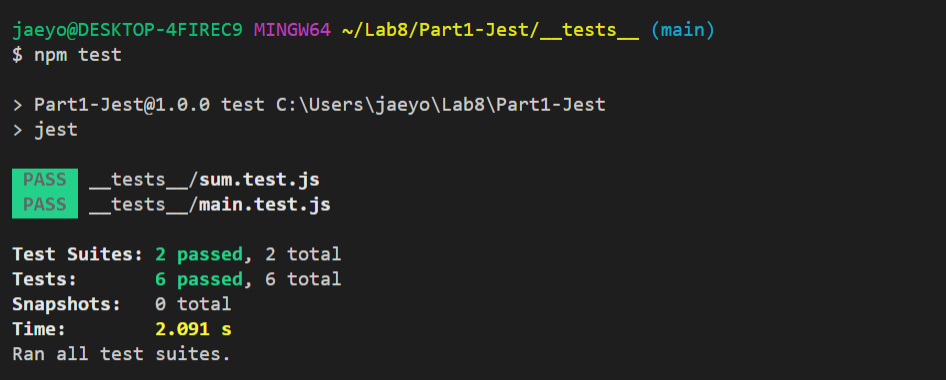 jaeyo@DESKTOP-4FIREC9 MINGW64 ~/Lab8/Part1-Jest/__tests__ (main)
$ npm test
> Part1-Jest@1.0.0 test C:\Users\jaeyo\Lab8\Part1-Jest
> jest
PASS __tests__/sum.test.js
PASS __tests__/main.test.js
Test Suites: 2 passed, 2 total
Tests: 6 passed, 6 total
Snapshots: 0 total
Time: 2.091 s
Ran all test suites.